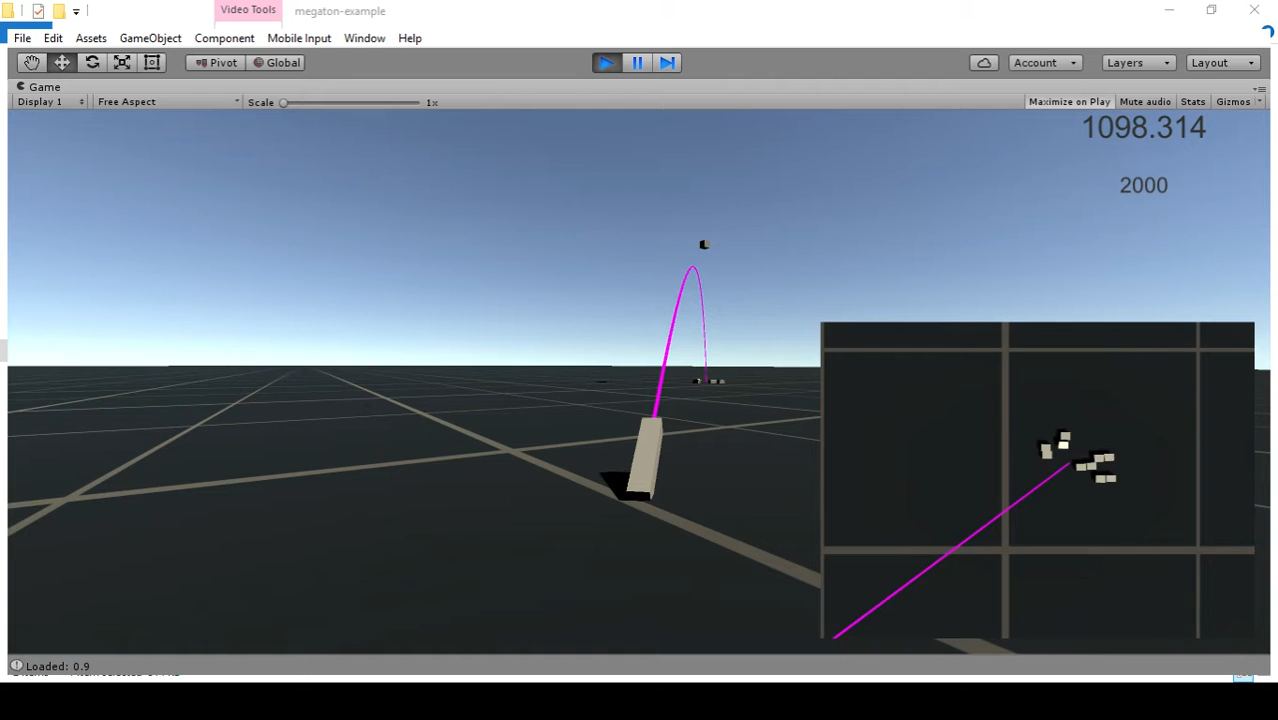 Video Tools
megaton-example
File Edit Assets GameObject Component Mobile Input Window Help
Pivot Global Account Layers Layout
Game
Display 1 Free Aspect Scale 1x Maximize on Play Mute audio Stats Gizmos
1098.314
2000
Loaded: 0.9